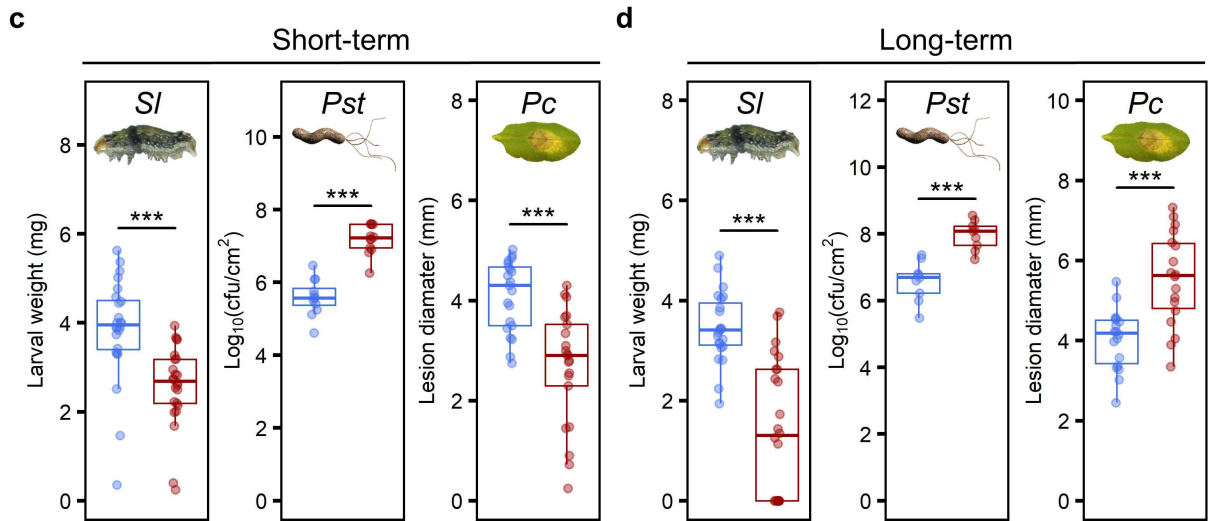 c
Short-term
Sl
Larval weight (mg)
8
6
4
2
0
***
Pst
Log10(cfu/cm2)
10
8
6
4
2
0
***
Pc
Lesion diamater (mm)
8
6
4
2
0
***
d
Long-term
Sl
Larval weight (mg)
8
6
4
2
0
***
Pst
Log10(cfu/cm2)
12
10
8
6
4
2
0
***
Pc
Lesion diamater (mm)
10
8
6
4
2
0
***